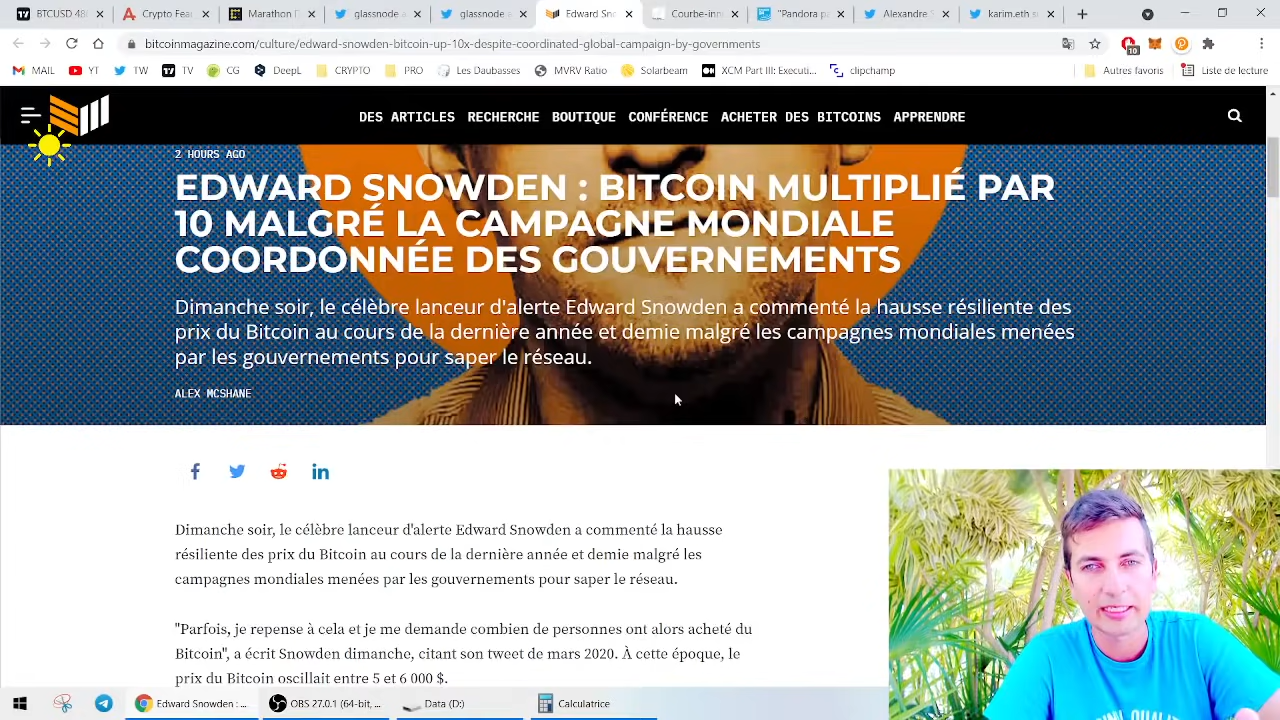 BTCUSD 48
Crypto Fear
Marathon D
glassnode
glassnode
Edward Sno
Courbe-inv
"Pandora pa
Alexandre S
karim.eth s
bitcoinmagazine.com/culture/edward-snowden-bitcoin-up-10x-despite-coordinated-global-campaign-by-governments
10
MAIL
YT
TW
TV
CG
DeepL
CRYPTO
PRO
Les Daubasses
MVRV Ratio
Solarbeam
XCM Part III: Executi...
clipchamp
Autres favoris
Liste de lecture
DES ARTICLES
RECHERCHE
BOUTIQUE
CONFÉRENCE
ACHETER DES BITCOINS
APPRENDRE
2 HOURS AGO
EDWARD SNOWDEN : BITCOIN MULTIPLIÉ PAR
10 MALGRÉ LA CAMPAGNE MONDIALE
COORDONNÉE DES GOUVERNEMENTS
Dimanche soir, le célèbre lanceur d'alerte Edward Snowden a commenté la hausse résiliente des
prix du Bitcoin au cours de la dernière année et demie malgré les campagnes mondiales menées
par les gouvernements pour saper le réseau.
ALEX MCSHANE
Dimanche soir, le célèbre lanceur d'alerte Edward Snowden a commenté la hausse
résiliente des prix du Bitcoin au cours de la dernière année et demie malgré les
campagnes mondiales menées par les gouvernements pour saper le réseau.
"Parfois, je repense à cela et je me demande combien de personnes ont alors acheté du
Bitcoin", a écrit Snowden dimanche, citant son tweet de mars 2020. À cette époque, le
prix du Bitcoin oscillait entre 5 et 6 000 $.
Edward Snowden : ...
OBS 27.0.1 (64-bit, ...
Data (D:)
Calculatrice